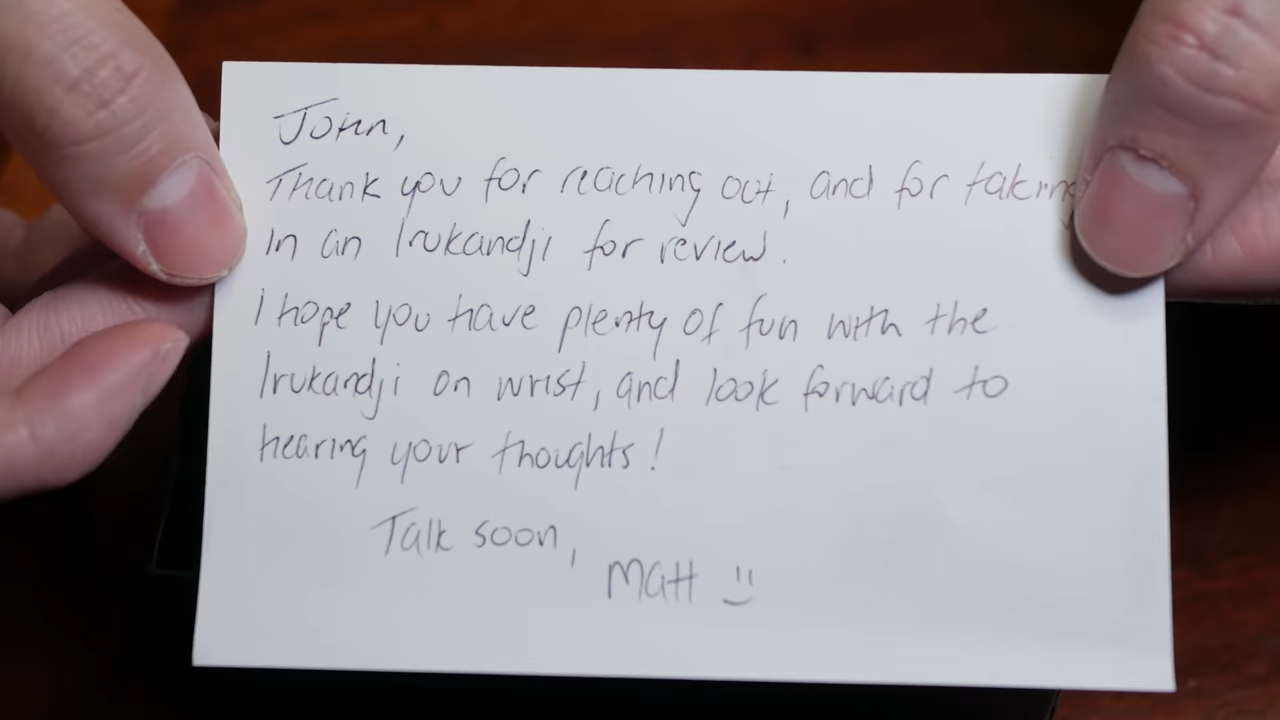 John,
Thank you for reaching out, and for taking
in an Irukandji for review.
I hope you have plenty of fun with the
Irukandji on wrist, and look forward to
hearing your thoughts!
Talk soon,
Matt :)